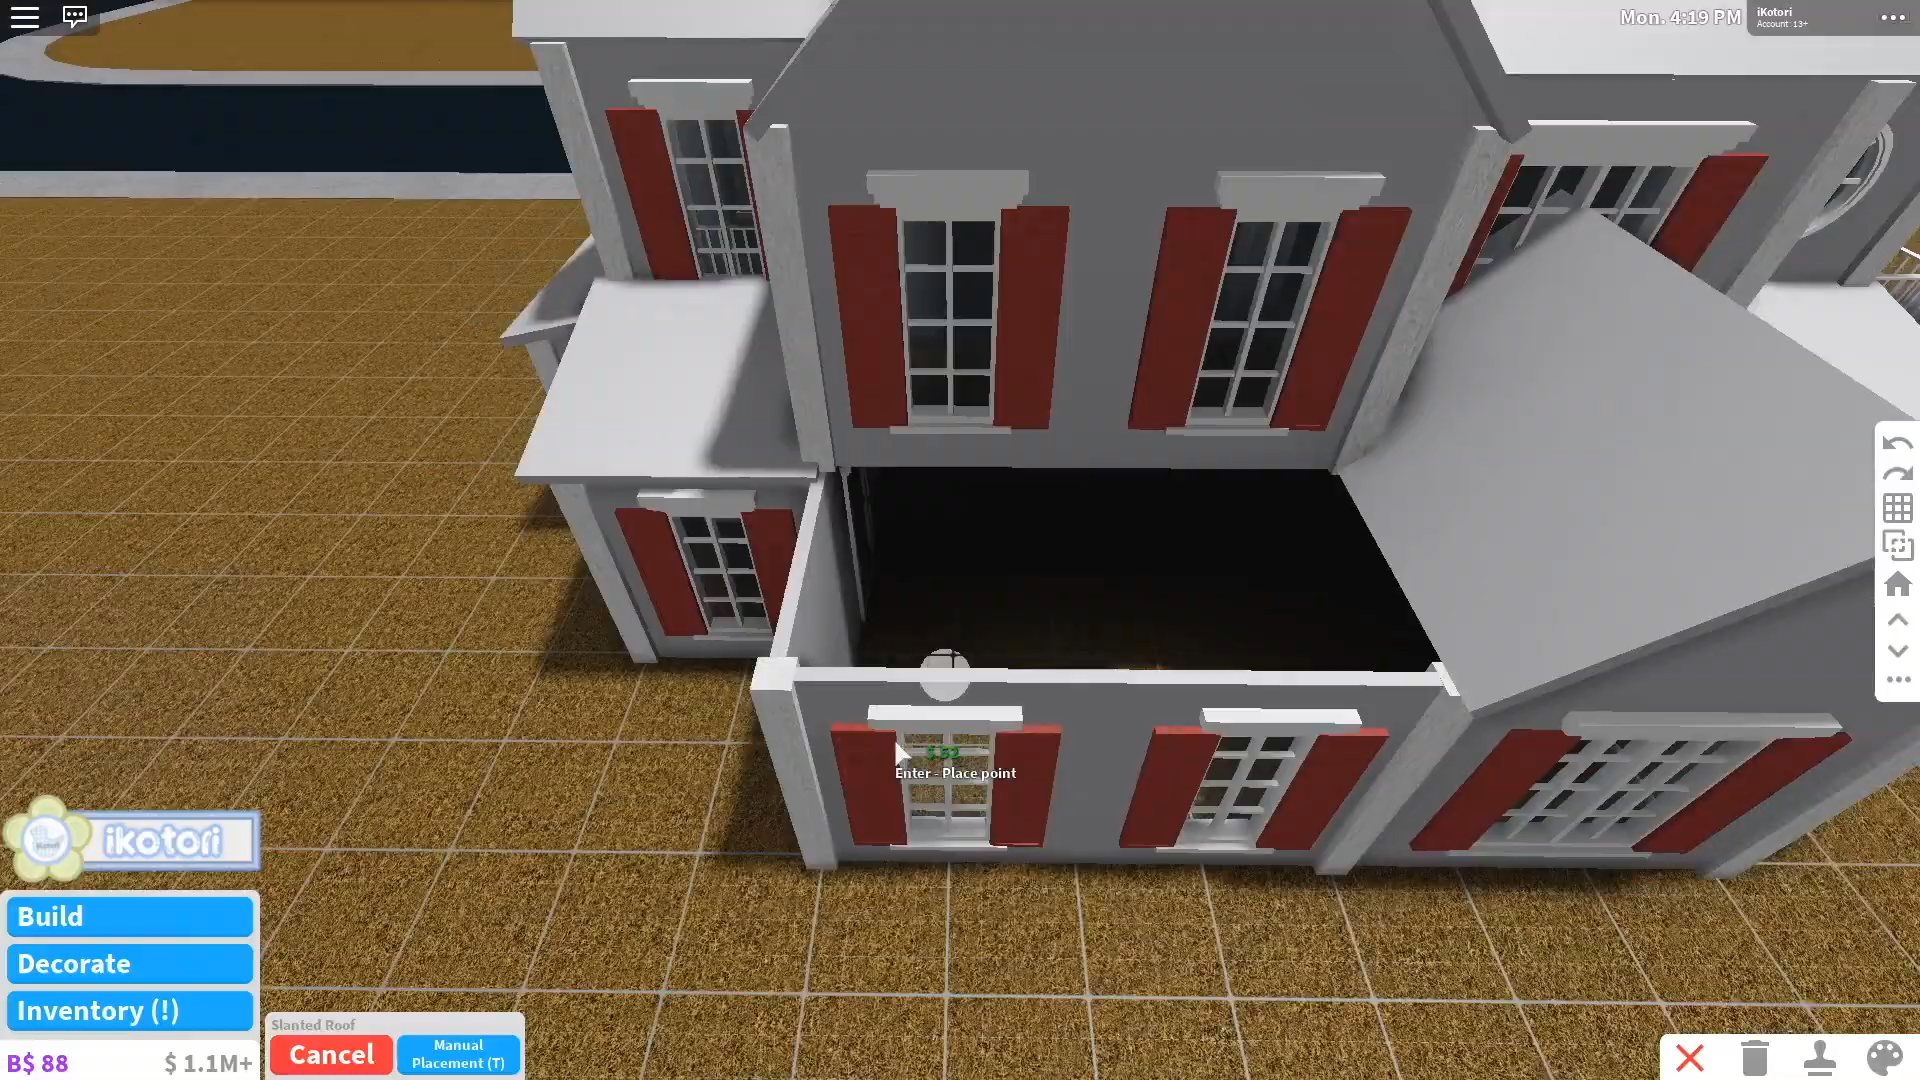 Mon. 4:19 PM
iKotori
Account: 13+
$ 53
Enter - Place point
ikotori
Build
Decorate
Inventory (!)
B$ 88
$ 1.1M+
Slanted Roof
Cancel
Manual
Placement (T)